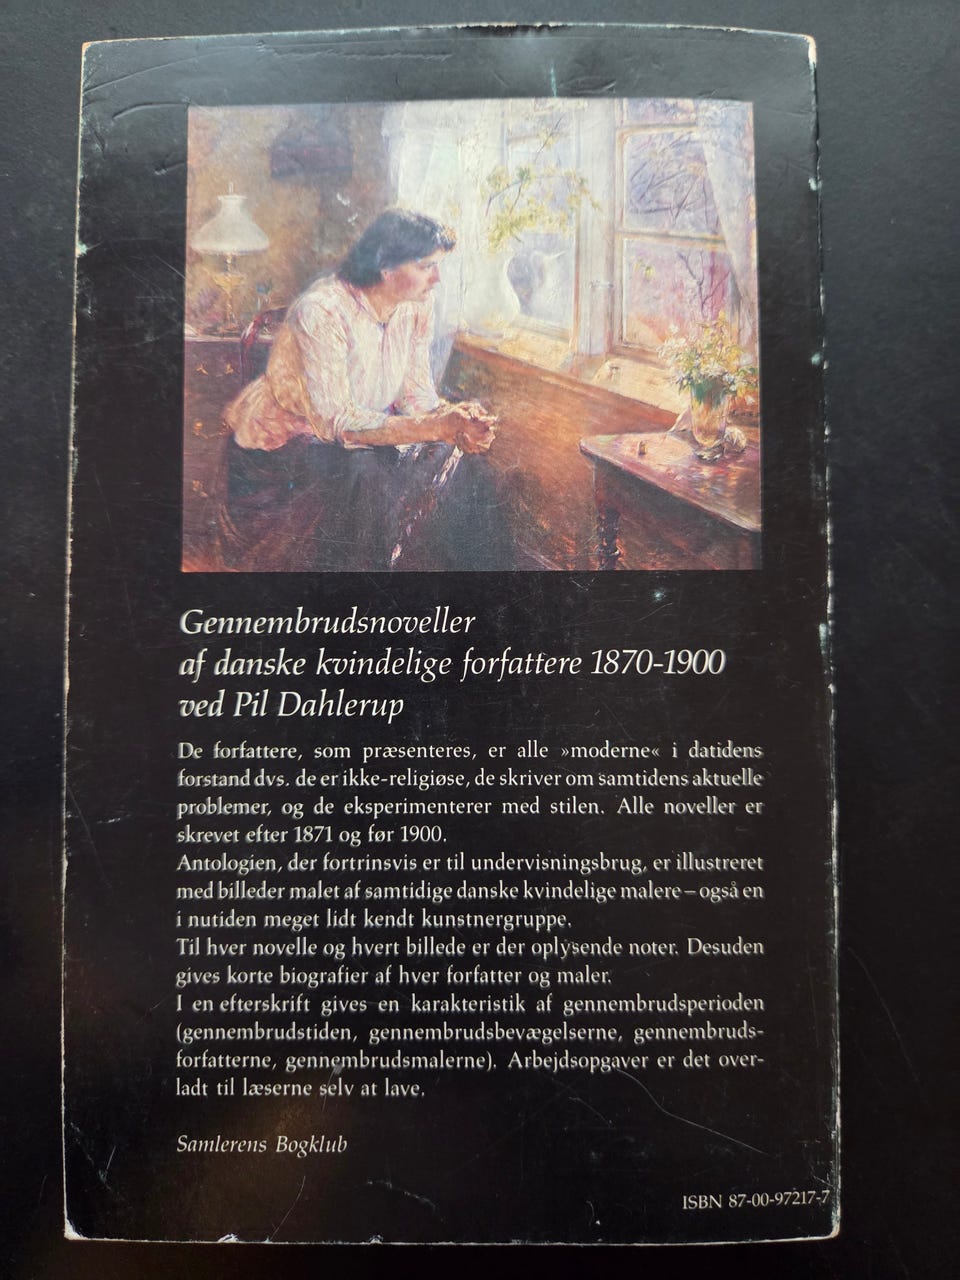 Gennembrudsnoveller
af danske kvindelige forfattere 1870-1900
ved Pil Dahlerup
De forfattere, som præsenteres, er alle »moderne« i datidens
forstand dvs. de er ikke-religiøse, de skriver om samtidens aktuelle
problemer, og de eksperimenterer med stilen. Alle noveller er
skrevet efter 1871 og før 1900.
Antologien, der fortrinsvis er til undervisningsbrug, er illustreret
med billeder malet af samtidige danske kvindelige malere – også en
i nutiden meget lidt kendt kunstnergruppe.
Til hver novelle og hvert billede er der oplysende noter. Desuden
gives korte biografier af hver forfatter og maler.
I en efterskrift gives en karakteristik af gennembrudsperioden
(gennembrudstiden, gennembrudsbevægelserne, gennembruds-
forfatterne, gennembrudsmalerne). Arbejdsopgaver er det over-
ladt til læserne selv at lave.
Samlerens Bogklub
ISBN 87-00-97217-7